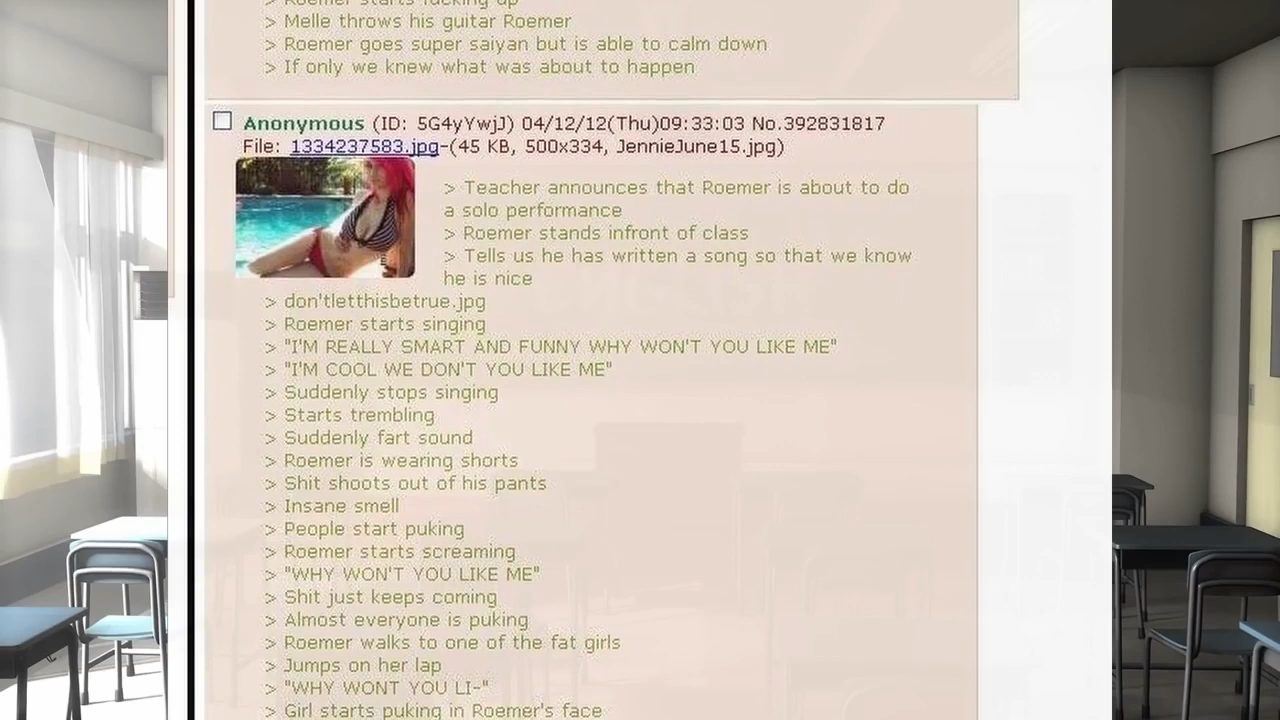 > Roemer starts fucking up
> Melle throws his guitar Roemer
> Roemer goes super saiyan but is able to calm down
> If only we knew what was about to happen
Anonymous (ID: 5G4yYwjJ) 04/12/12(Thu)09:33:03 No.392831817
File: 1334237583.jpg-(45 KB, 500x334, JennieJune15.jpg)
> Teacher announces that Roemer is about to do
a solo performance
> Roemer stands infront of class
> Tells us he has written a song so that we know
he is nice
> don'tletthisbetrue.jpg
> Roemer starts singing
> "I'M REALLY SMART AND FUNNY WHY WON'T YOU LIKE ME"
> "I'M COOL WE DON'T YOU LIKE ME"
> Suddenly stops singing
> Starts trembling
> Suddenly fart sound
> Roemer is wearing shorts
> Shit shoots out of his pants
> Insane smell
> People start puking
> Roemer starts screaming
> "WHY WON'T YOU LIKE ME"
> Shit just keeps coming
> Almost everyone is puking
> Roemer walks to one of the fat girls
> Jumps on her lap
> "WHY WONT YOU LI-"
> Girl starts puking in Roemer's face